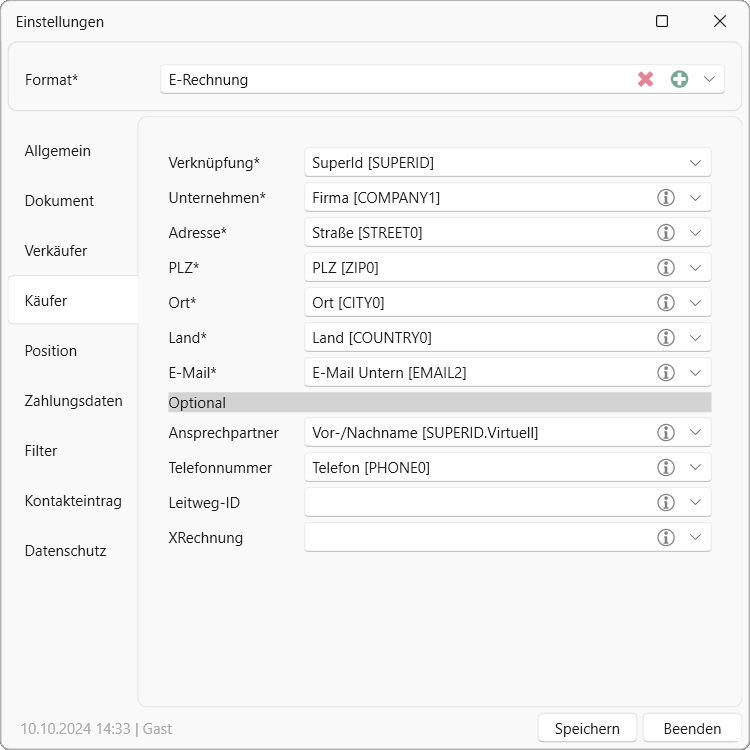 Einstellungen
Format* E-Rechnung
Allgemein
Dokument
Verkäufer
Käufer
Position
Zahlungsdaten
Filter
Kontakteintrag
Datenschutz
Verknüpfung* SuperId [SUPERID]
Unternehmen* Firma [COMPANY1]
Adresse* Straße [STREET0]
PLZ* PLZ [ZIP0]
Ort* Ort [CITY0]
Land* Land [COUNTRY0]
E-Mail* E-Mail Untern [EMAIL2]
Optional
Ansprechpartner Vor-/Nachname [SUPERID.Virtuell]
Telefonnummer Telefon [PHONE0]
Leitweg-ID
XRechnung
10.10.2024 14:33 | Gast
Speichern Beenden